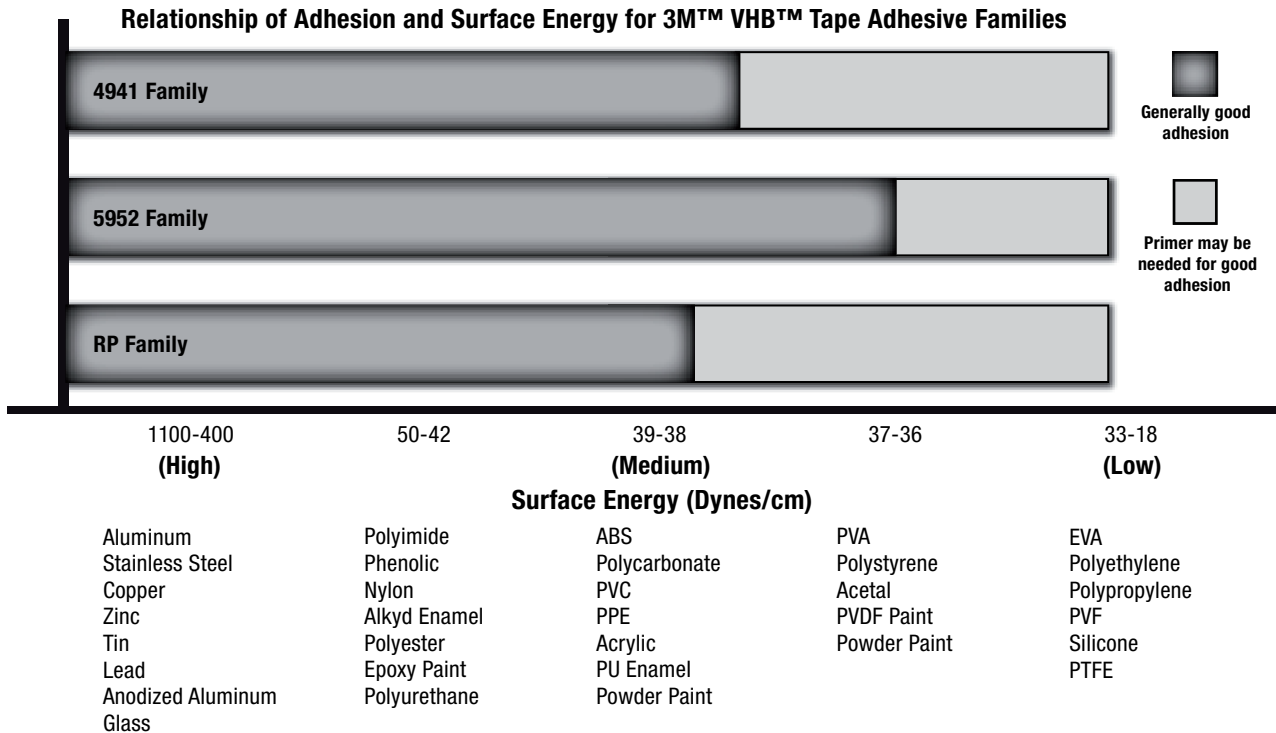 Relationship of Adhesion and Surface Energy for 3M™ VHB™ Tape Adhesive Families
4941 Family
Generally good
adhesion
5952 Family
Primer may be
needed for good
adhesion
RP Family
1100-400
50-42
39-38
37-36
33-18
(High)
(Medium)
(Low)
Surface Energy (Dynes/cm)
Aluminum
Stainless Steel
Copper
Zinc
Tin
Lead
Anodized Aluminum
Glass
Polyimide
Phenolic
Nylon
Alkyd Enamel
Polyester
Epoxy Paint
Polyurethane
ABS
Polycarbonate
PVC
PPE
Acrylic
PU Enamel
Powder Paint
PVA
Polystyrene
Acetal
PVDF Paint
Powder Paint
EVA
Polyethylene
Polypropylene
PVF
Silicone
PTFE